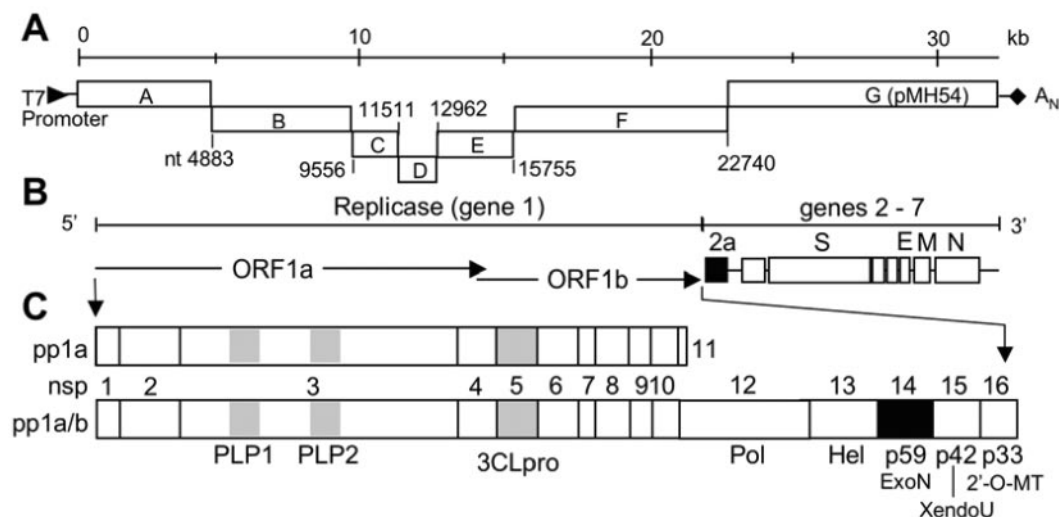 A
0 10 20 30 kb
T7 A G (pMH54) A_N
Promoter B 11511 12962 F
nt 4883 C E
9556 D 15755 22740
B
5' Replicase (gene 1) genes 2 - 7 3'
2a S E M N
ORF1a ORF1b
C
pp1a 11
nsp 1 2 3 4 5 6 7 8 9 10 12 13 14 15 16
pp1a/b
PLP1 PLP2 3CLpro Pol Hel p59 p42 p33
ExoN 2'-O-MT
XendoU